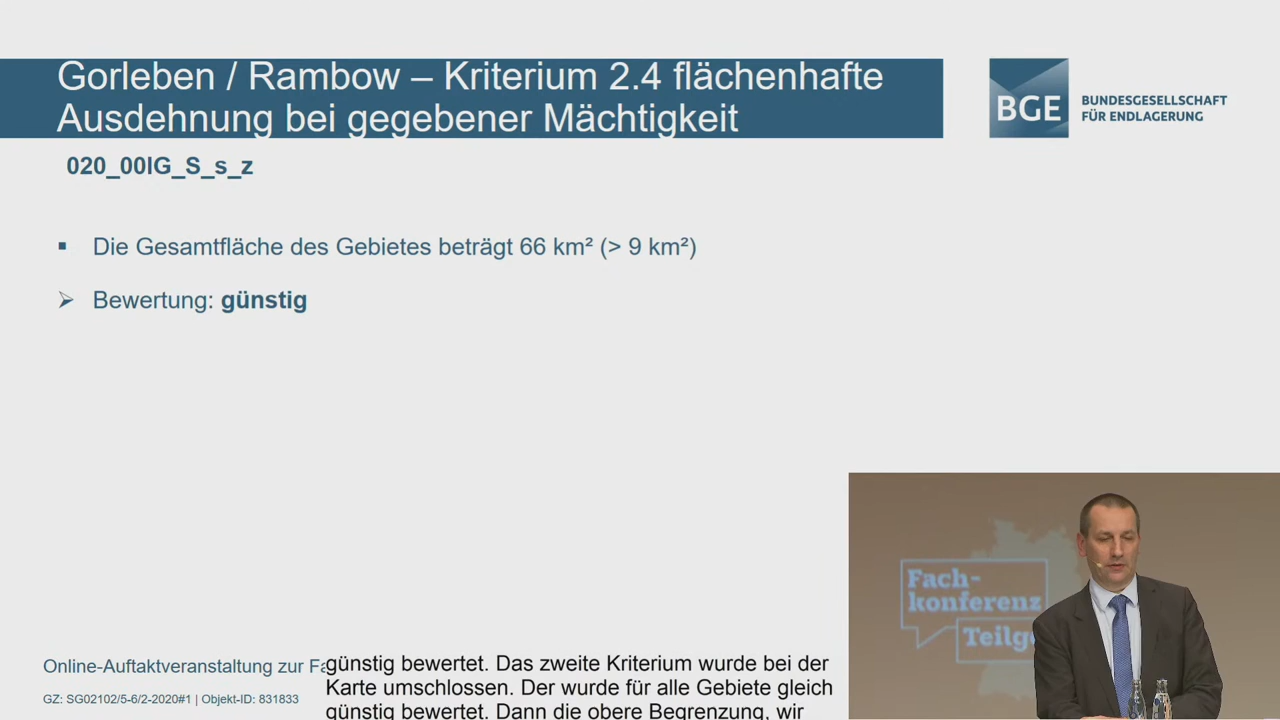 Gorleben / Rambow – Kriterium 2.4 flächenhafte
Ausdehnung bei gegebener Mächtigkeit
BGE BUNDESGESELLSCHAFT
FÜR ENDLAGERUNG
020_00IG_S_s_z
▪ Die Gesamtfläche des Gebietes beträgt 66 km² (> 9 km²)
➢ Bewertung: günstig
Fach-
konferenz
Online-Auftaktveranstaltung zur
GZ: SG02102/5-6/2-2020#1 | Objekt-ID: 831833
günstig bewertet. Das zweite Kriterium wurde bei der
Karte umschlossen. Der wurde für alle Gebiete gleich
günstig bewertet. Dann die obere Begrenzung, wir